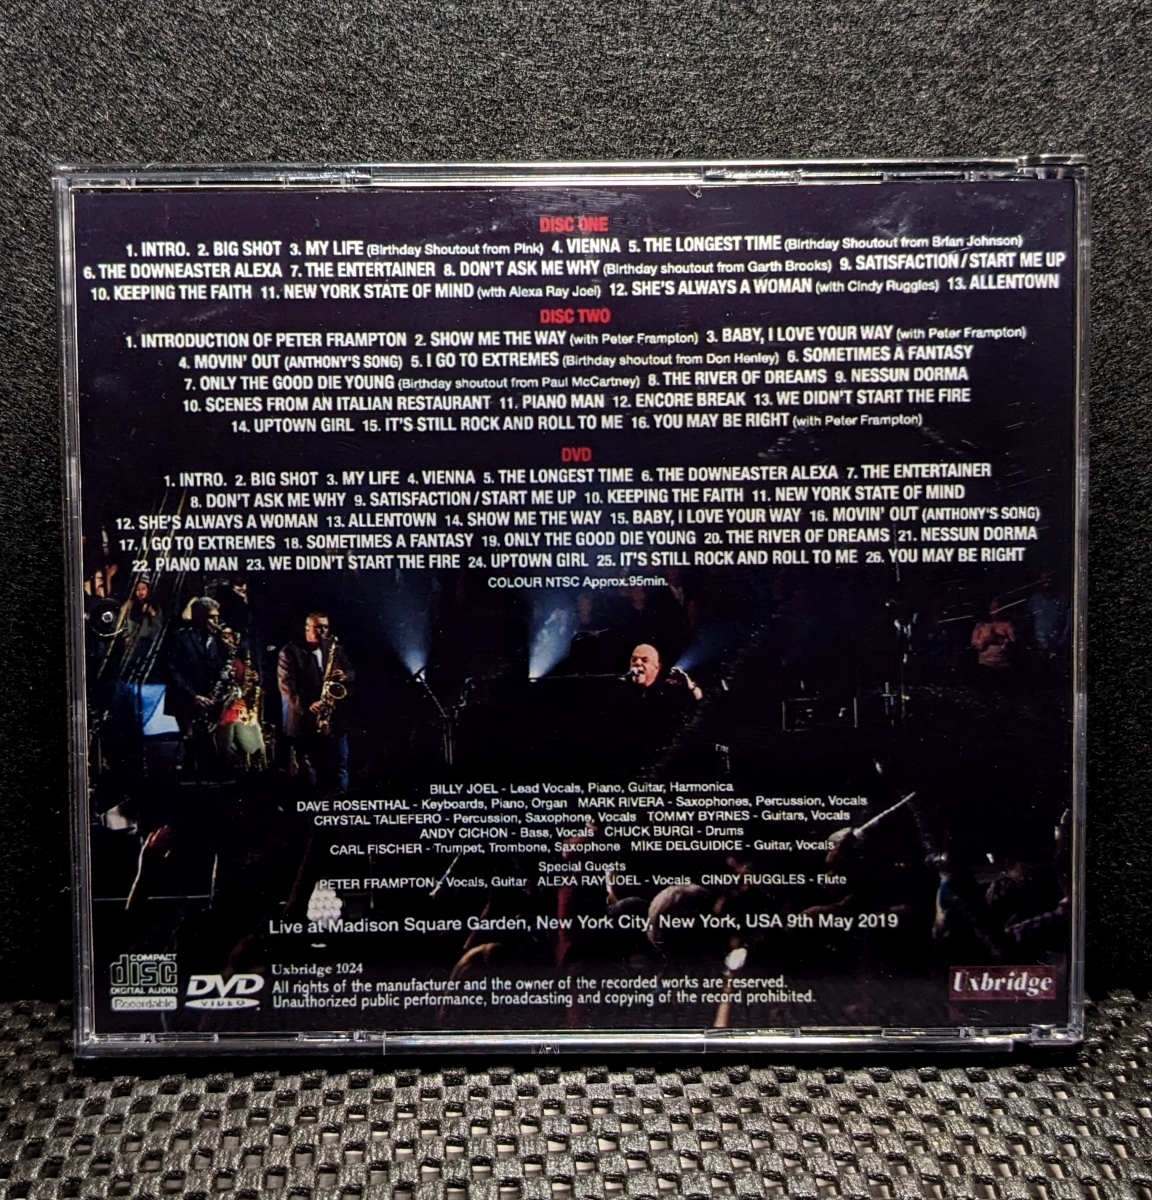 DISC ONE
1. INTRO. 2. BIG SHOT 3. MY LIFE (Birthday Shoutout from Pink) 4. VIENNA 5. THE LONGEST TIME (Birthday Shoutout from Brian Johnson)
6. THE DOWNEASTER ALEXA 7. THE ENTERTAINER 8. DON'T ASK ME WHY (Birthday shoutout from Garth Brooks) 9. SATISFACTION/START ME UP
10. KEEPING THE FAITH 11. NEW YORK STATE OF MIND (with Alexa Ray Joel) 12. SHE'S ALWAYS A WOMAN (with Cindy Ruggles) 13. ALLENTOWN
DISC TWO
1. INTRODUCTION OF PETER FRAMPTON 2. SHOW ME THE WAY (with Peter Frampton) 3. BABY, I LOVE YOUR WAY (with Peter Frampton)
4. MOVIN' OUT (ANTHONY'S SONG) 5. I GO TO EXTREMES (Birthday shoutout from Don Henley) 6. SOMETIMES A FANTASY
7. ONLY THE GOOD DIE YOUNG (Birthday shoutout from Paul McCartney) 8. THE RIVER OF DREAMS 9. NESSUN DORMA
10. SCENES FROM AN ITALIAN RESTAURANT 11. PIANO MAN 12. ENCORE BREAK 13. WE DIDN'T START THE FIRE
14. UPTOWN GIRL 15. IT'S STILL ROCK AND ROLL TO ME 16. YOU MAY BE RIGHT (with Peter Frampton)
DVD
1. INTRO. 2. BIG SHOT 3. MY LIFE 4. VIENNA 5. THE LONGEST TIME 6. THE DOWNEASTER ALEXA 7. THE ENTERTAINER
8. DON'T ASK ME WHY 9. SATISFACTION/START ME UP 10. KEEPING THE FAITH 11. NEW YORK STATE OF MIND
12. SHE'S ALWAYS A WOMAN 13. ALLENTOWN 14. SHOW ME THE WAY 15. BABY, I LOVE YOUR WAY 16. MOVIN' OUT (ANTHONY'S SONG)
17. I GO TO EXTREMES 18. SOMETIMES A FANTASY 19. ONLY THE GOOD DIE YOUNG 20. THE RIVER OF DREAMS 21. NESSUN DORMA
22. PIANO MAN 23. WE DIDN'T START THE FIRE 24. UPTOWN GIRL 25. IT'S STILL ROCK AND ROLL TO ME 26. YOU MAY BE RIGHT
COLOUR NTSC Approx.95min.
BILLY JOEL - Lead Vocals, Piano, Guitar, Harmonica
DAVE ROSENTHAL - Keyboards, Piano, Organ MARK RIVERA - Saxophones, Percussion, Vocals
CRYSTAL TALIEFERO - Percussion, Saxophone, Vocals TOMMY BYRNES - Guitars, Vocals
ANDY CICHON - Bass, Vocals CHUCK BURGI - Drums
CARL FISCHER - Trumpet, Trombone, Saxophone MIKE DELGUIDICE - Guitar, Vocals
Special Guests
PETER FRAMPTON - Vocals, Guitar ALEXA RAY JOEL - Vocals CINDY RUGGLES - Flute
Live at Madison Square Garden, New York City, New York, USA 9th May 2019
COMPACT
disc
DIGITAL AUDIO
Recordable
DVD
VIDEO
Uxbridge 1024
All rights of the manufacturer and the owner of the recorded works are reserved.
Unauthorized public performance, broadcasting and copying of the record prohibited.
Uxbridge